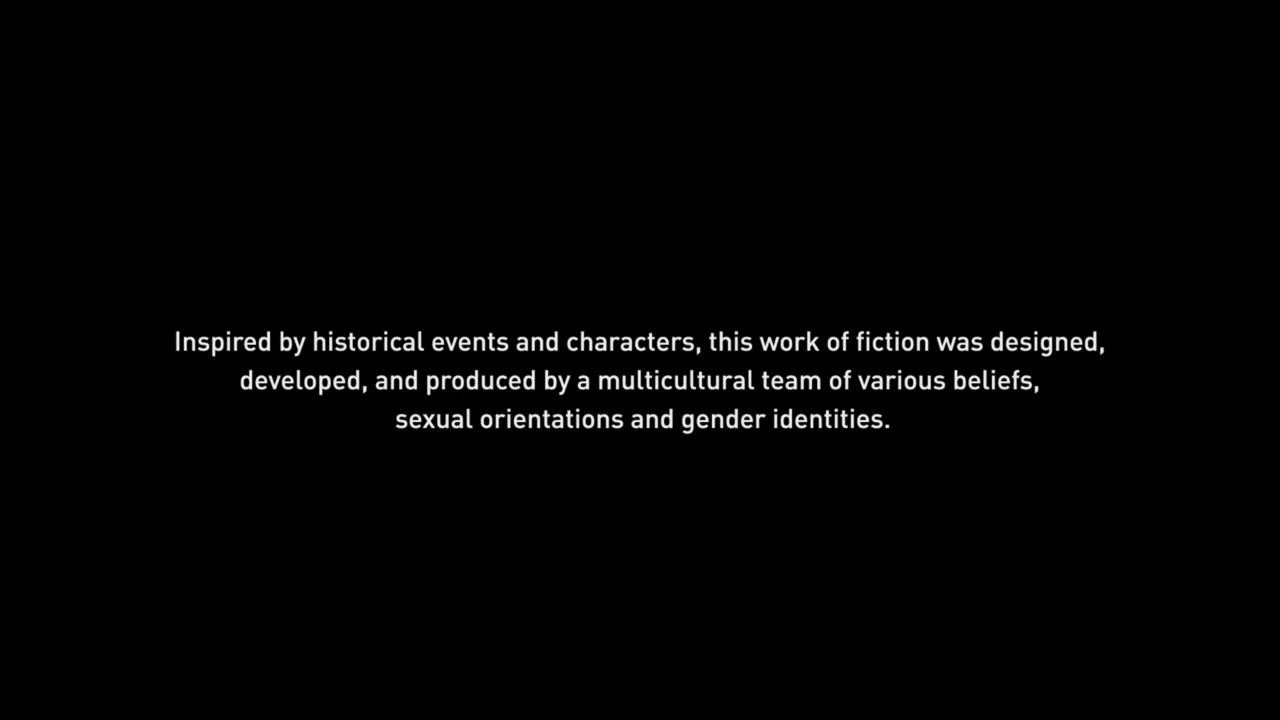 Inspired by historical events and characters, this work of fiction was designed,
developed, and produced by a multicultural team of various beliefs,
sexual orientations and gender identities.